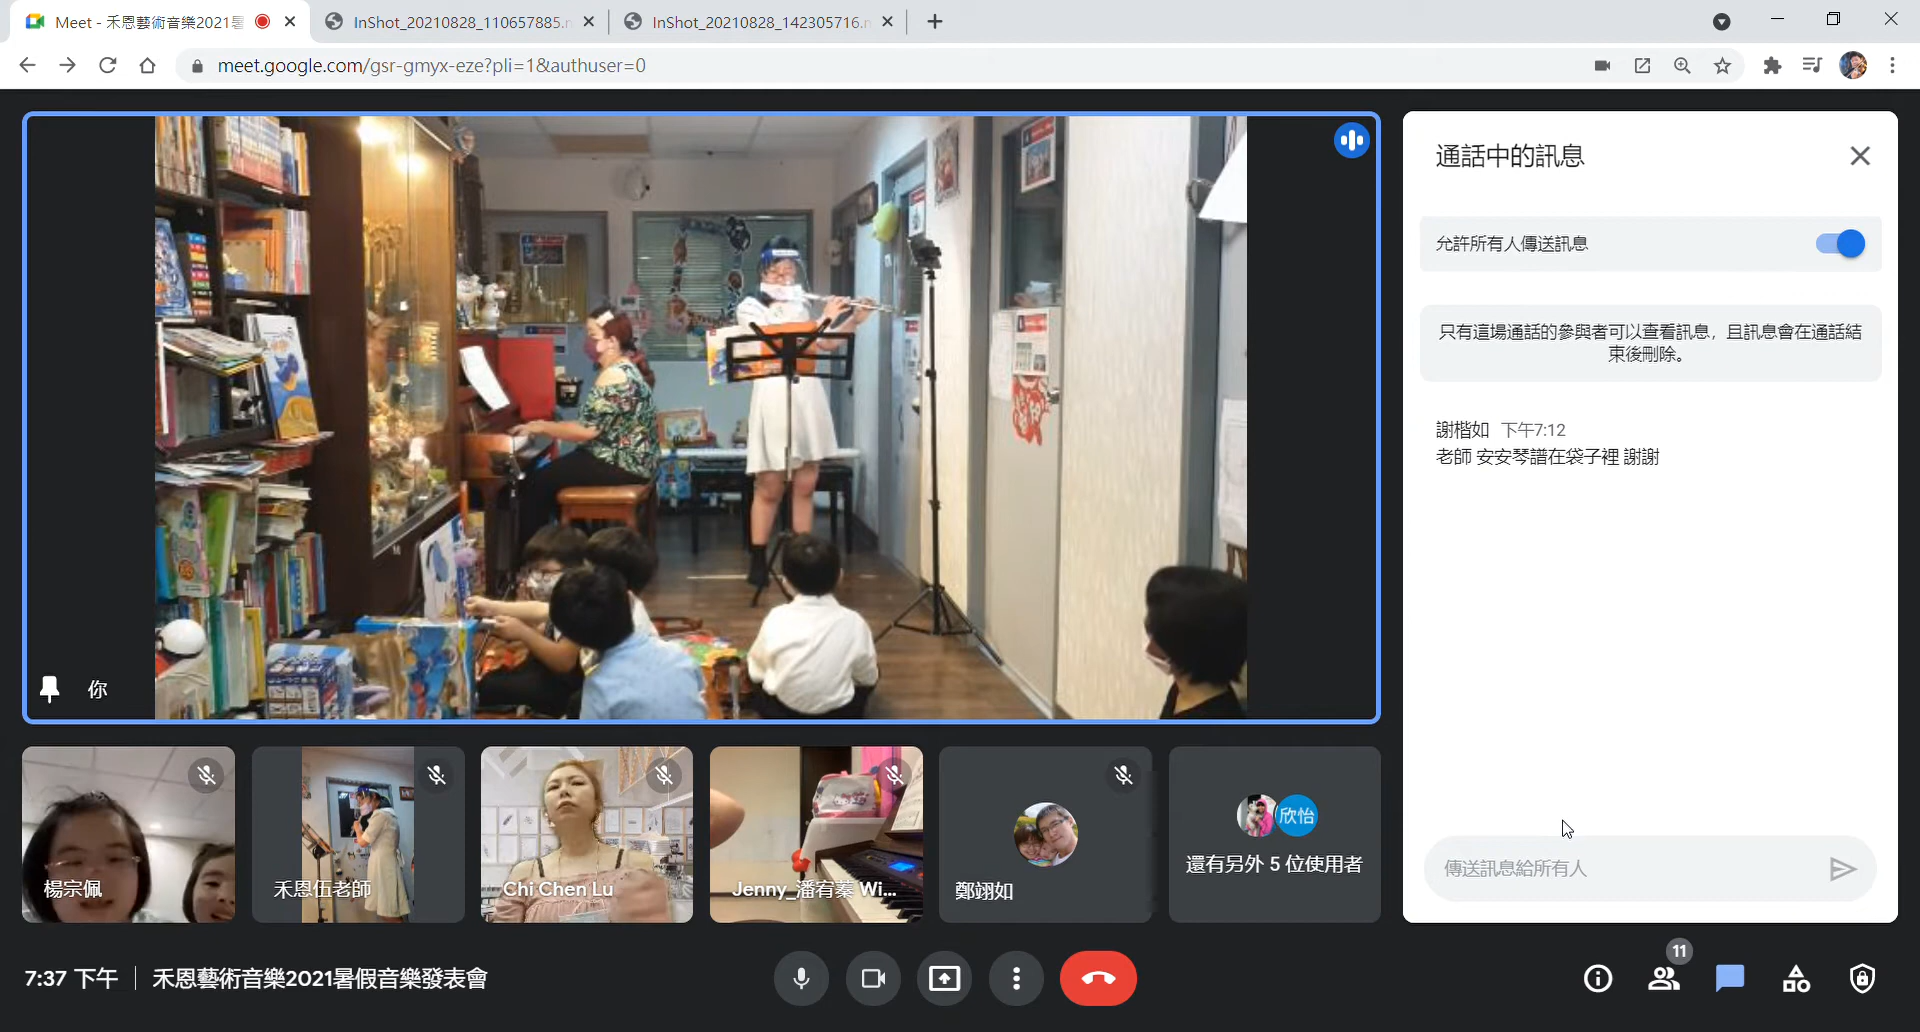 Meet - 禾恩藝術音樂2021暑
InShot_20210828_110657885.n
InShot_20210828_142305716.n
meet.google.com/gsr-gmyx-eze?pli=1&authuser=0
你
楊宗佩
禾恩伍老師
Chi Chen Lu
Jenny_潘宥蓁 Wi...
鄭翊如
欣怡
還有另外 5 位使用者
通話中的訊息
允許所有人傳送訊息
只有這場通話的參與者可以查看訊息，且訊息會在通話結
束後刪除。
謝楷如 下午7:12
老師 安安琴譜在袋子裡 謝謝
傳送訊息給所有人
7:37 下午
禾恩藝術音樂2021暑假音樂發表會
11